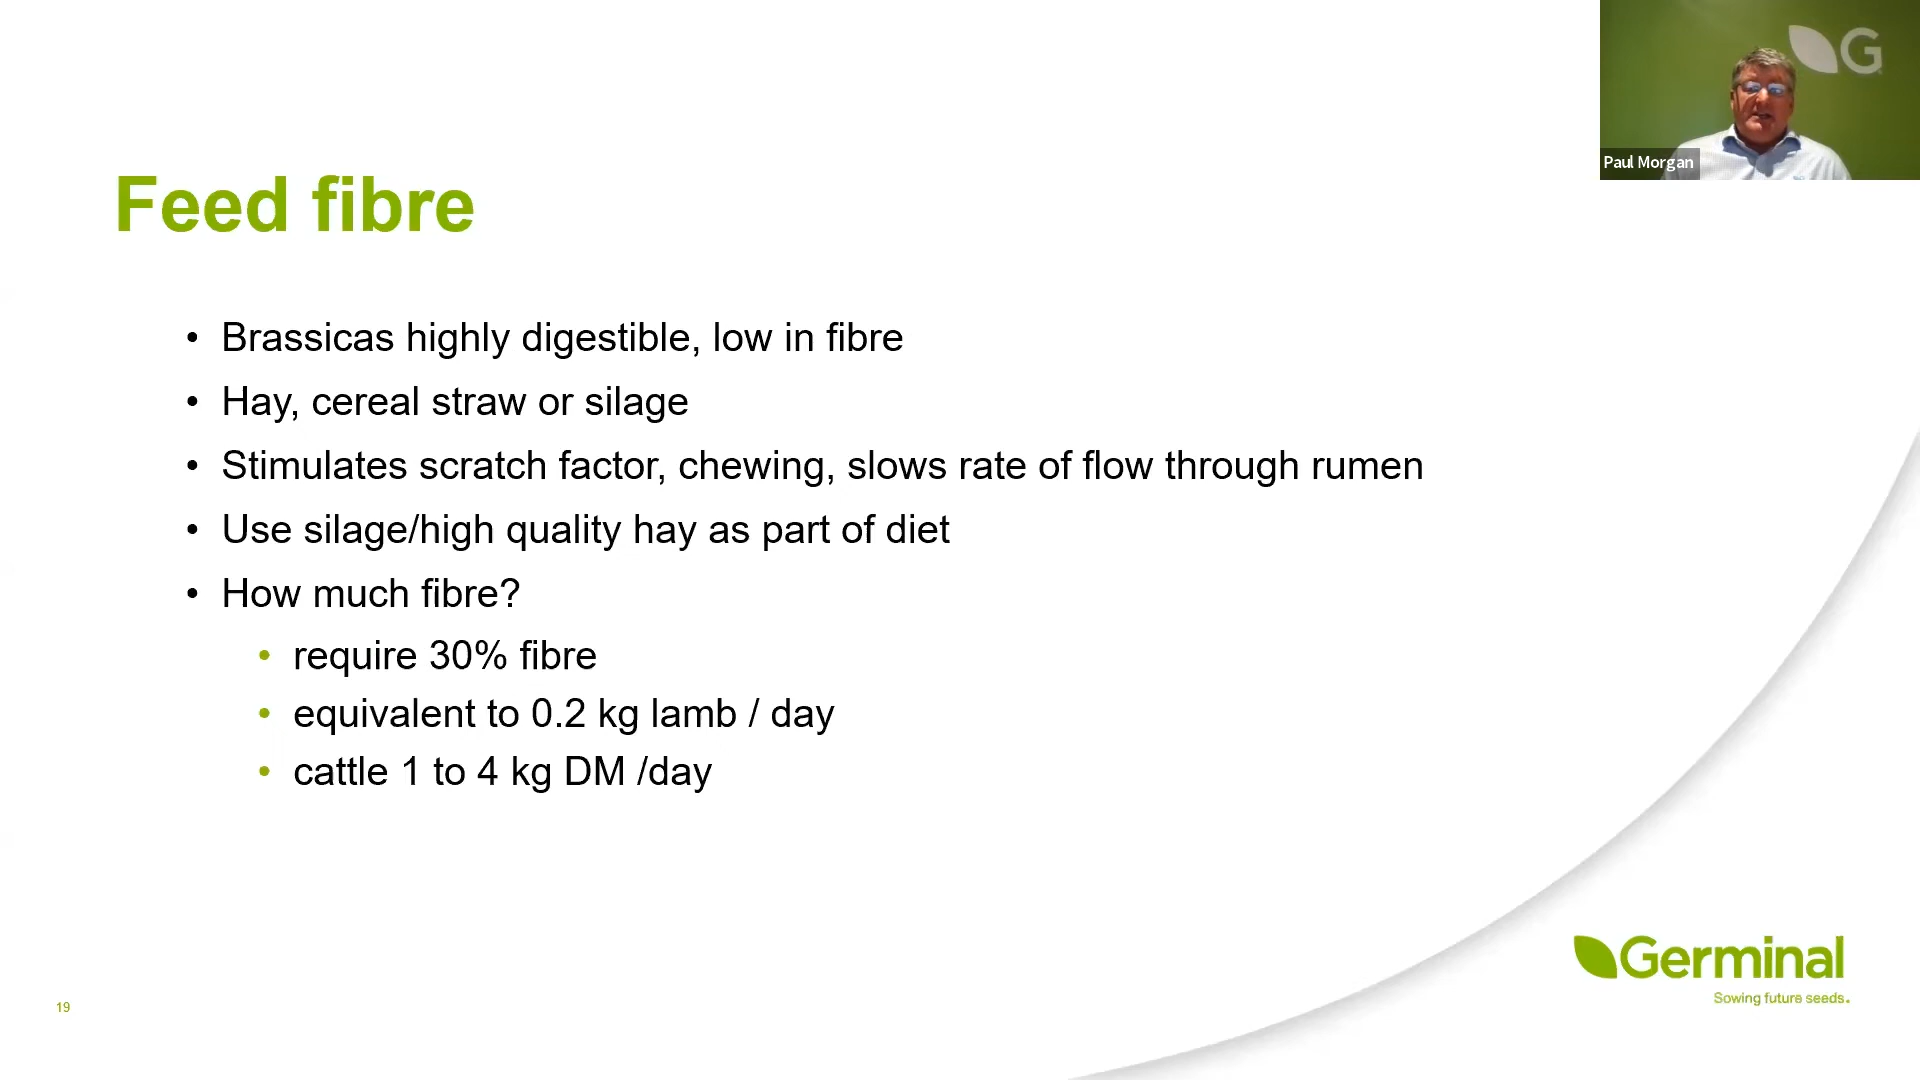 G
Paul Morgan
Feed fibre
• Brassicas highly digestible, low in fibre
• Hay, cereal straw or silage
• Stimulates scratch factor, chewing, slows rate of flow through rumen
• Use silage/high quality hay as part of diet
• How much fibre?
• require 30% fibre
• equivalent to 0.2 kg lamb / day
• cattle 1 to 4 kg DM /day
Germinal
Sowing future seeds.
19